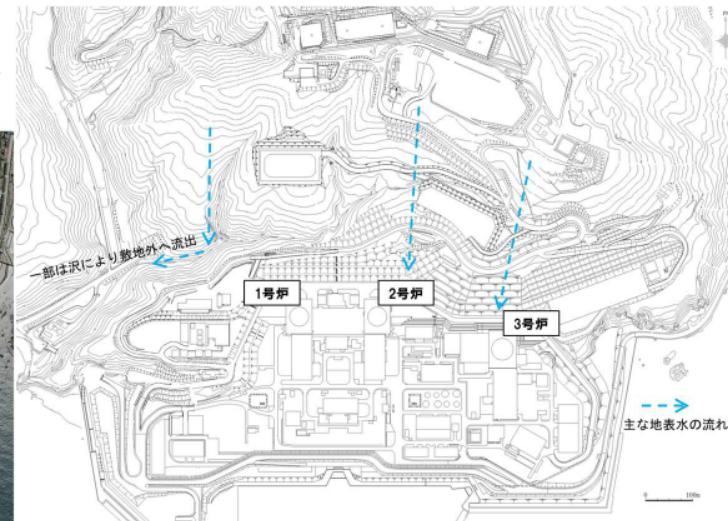 一部は沢により敷地外へ流出
1号炉
2号炉
3号炉
主な地表水の流れ
0 100m